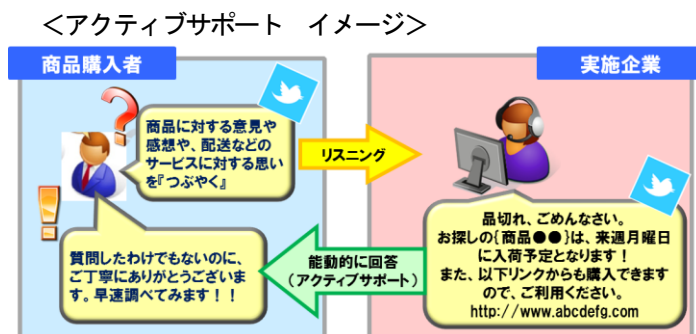 <アクティブサポート　イメージ>
商品購入者
実施企業
商品に対する意見や
感想や、配送などの
サービスに対する思い
を『つぶやく』
リスニング
品切れ、ごめんなさい。
お探しの{商品●●}は、来週月曜日
に入荷予定となります！
また、以下リンクからも購入できます
ので、ご利用ください。
http://www.abcdefg.com
能動的に回答
(アクティブサポート)
質問したわけでもないのに、
ご丁寧にありがとうございま
す。早速調べてみます！！